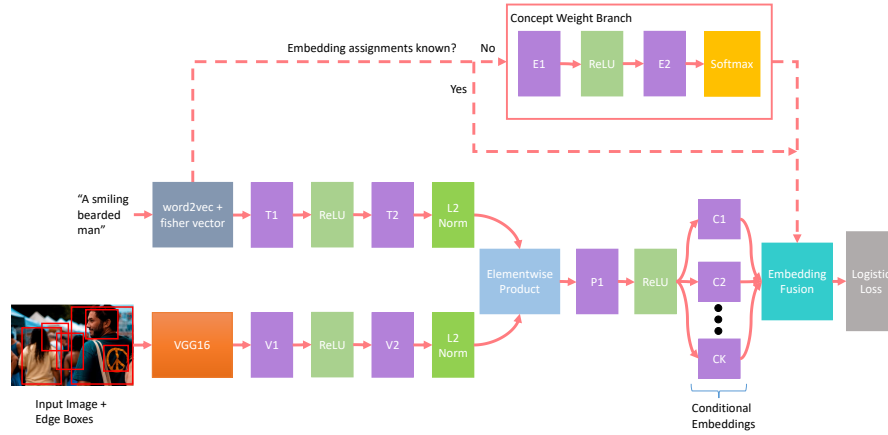 Concept Weight Branch
Embedding assignments known?
No
Yes
E1
ReLU
E2
Softmax
“A smiling
bearded
man”
word2vec +
fisher vector
T1
ReLU
T2
L2
Norm
Elementwise
Product
P1
ReLU
C1
C2
CK
Embedding
Fusion
Logistic
Loss
VGG16
V1
ReLU
V2
L2
Norm
Input Image +
Edge Boxes
Conditional
Embeddings